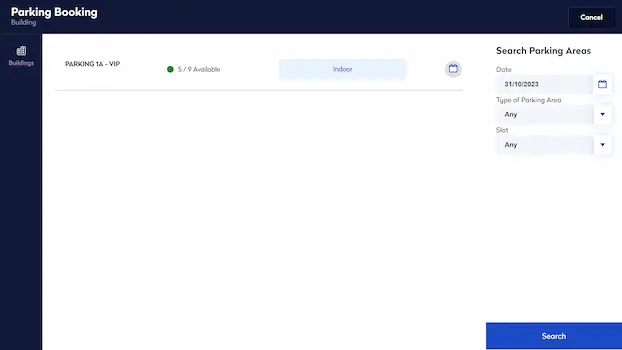 Parking Booking
Building
Cancel
Buildings
PARKING 1A - VIP
5 / 9 Available
Indoor
Search Parking Areas
Date
31/10/2023
Type of Parking Area
Any
Slot
Any
Search